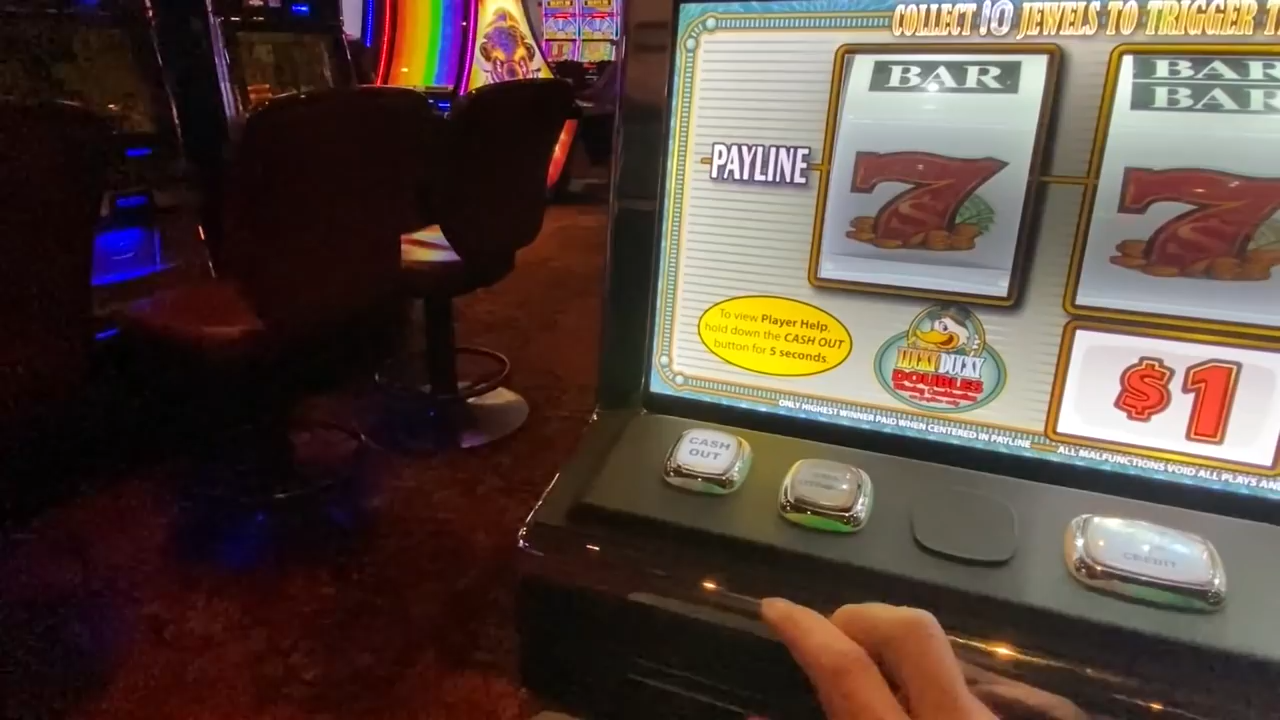 COLLECT 10 JEWELS TO TRIGGER
BAR
BAR
BAR
PAYLINE
7
7
To view Player Help,
hold down the CASH OUT
button for 5 seconds.
LUCKY DUCKY
DOUBLES
$1
ONLY HIGHEST WINNER PAID WHEN CENTERED IN PAYLINE
ALL MALFUNCTIONS VOID ALL PLAYS
CASH
OUT
CREDIT